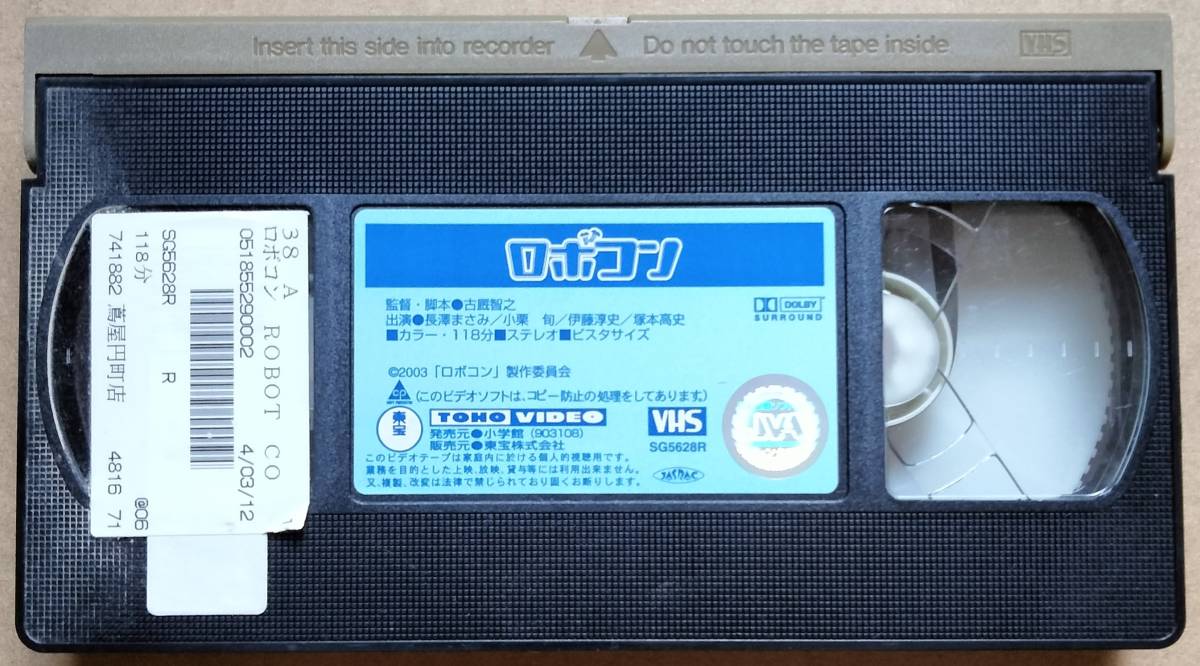 Insert this side into recorder
Do not touch the tape inside
VHS
38 A
ロボコン ROBOT CO
05185290002 4/03/12
SG5628R R
118分 @06
741882 蔦屋円町店 4816 71
ロボコン
監督・脚本●古厩智之
出演●長澤まさみ/小栗 旬/伊藤淳史/塚本高史
■カラー・118分■ステレオ■ビスタサイズ
DOLBY
SURROUND
©2003「ロボコン」製作委員会
CP
(このビデオソフトは、コピー防止の処理をしてあります)
東宝
TOHO VIDEO
発売元●小学館 (903108)
販売元●東宝株式会社
VHS
SG5628R
JVA
このビデオテープは家庭内に於ける個人的視聴用です。
業務を目的とした上映、放映、貸与等には利用出来ません。
又、複製、改変は法律で禁じられており固くお断りします。
JASRAC